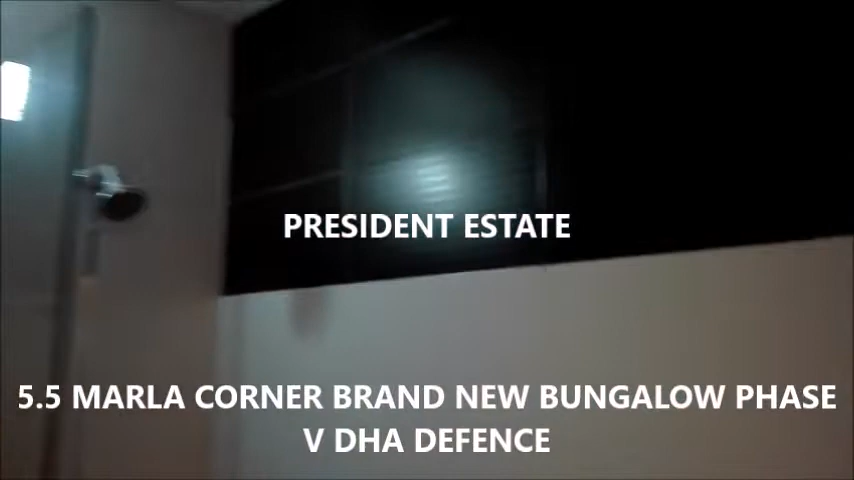 PRESIDENT ESTATE
5.5 MARLA CORNER BRAND NEW BUNGALOW PHASE
V DHA DEFENCE